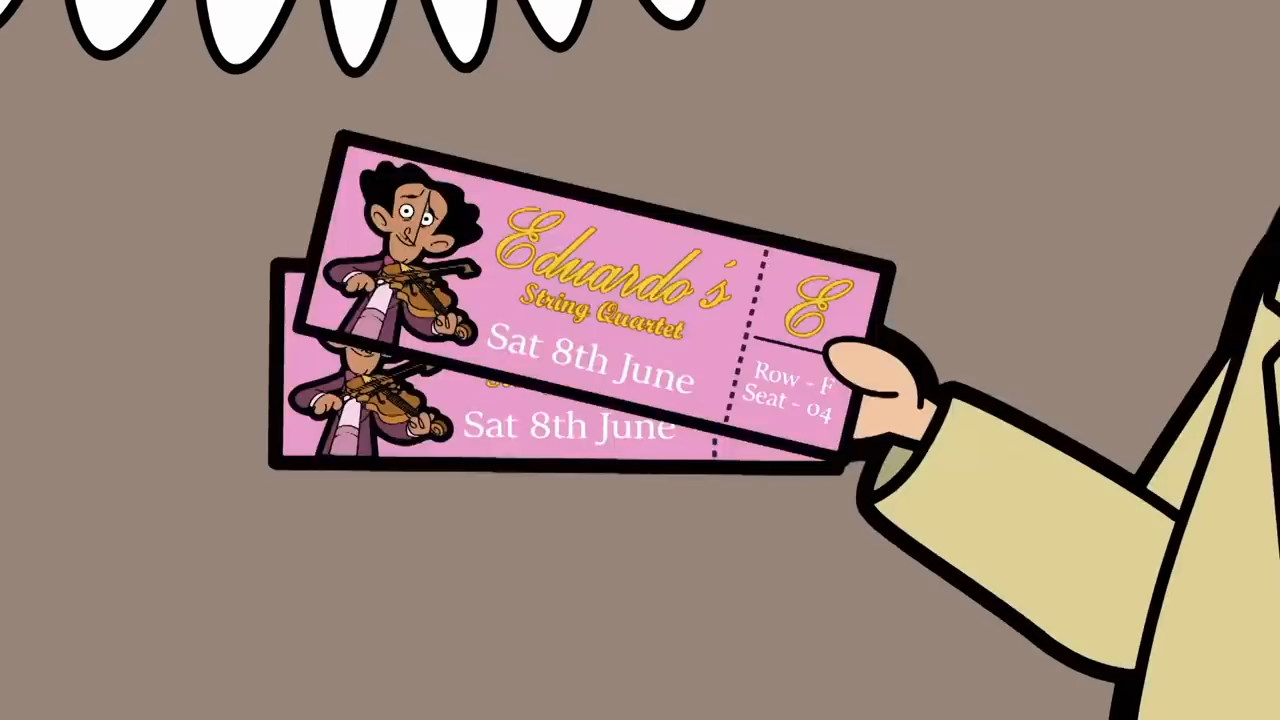 Eduardo's
String Quartet
Sat 8th June
E
Row - F
Seat - 04
Sat 8th June